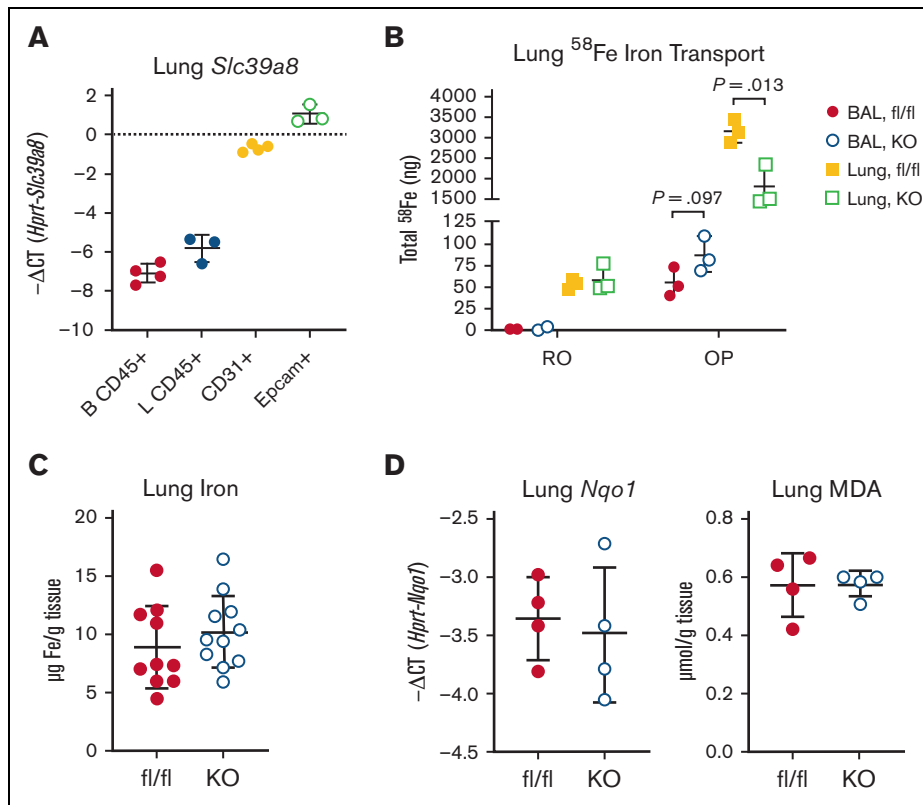 A
Lung Slc39a8
−ΔCT (Hprt-Slc39a8)
2
0
−2
−4
−6
−8
−10
B CD45+
L CD45+
CD31+
Epcam+
B
Lung ⁵⁸Fe Iron Transport
Total ⁵⁸Fe (ng)
4000
3500
3000
2500
1500
125
100
75
50
25
0
P = .097
P = .013
RO
OP
BAL, fl/fl
BAL, KO
Lung, fl/fl
Lung, KO
C
Lung Iron
µg Fe/g tissue
20
15
10
5
0
fl/fl
KO
D
Lung Nqo1
−ΔCT (Hprt-Nqo1)
−2.5
−3.0
−3.5
−4.0
−4.5
fl/fl
KO
Lung MDA
µmol/g tissue
0.8
0.6
0.4
0.2
0.0
fl/fl
KO